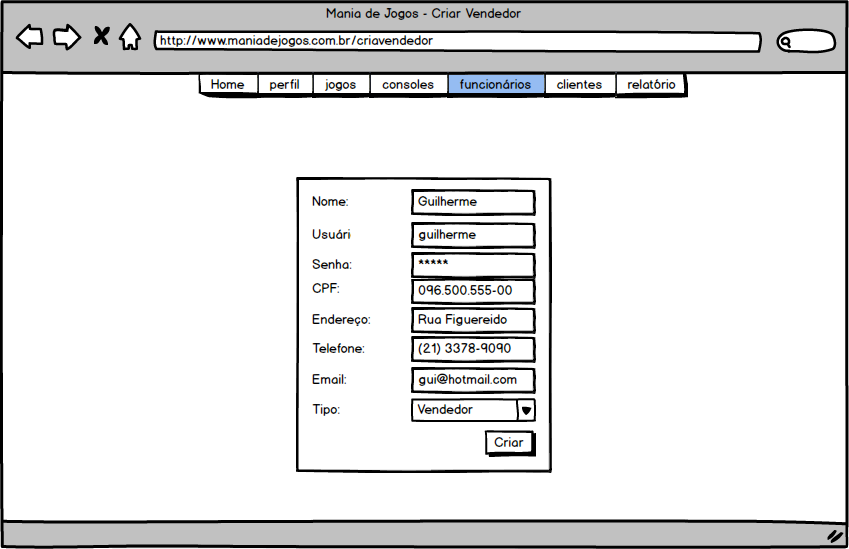 Mania de Jogos - Criar Vendedor
http://www.maniadejogos.com.br/criavendedor
Home perfil jogos consoles funcionários clientes relatório
Nome: Guilherme
Usuári guilherme
Senha: *****
CPF: 096.500.555-00
Endereço: Rua Figuereido
Telefone: (21) 3378-9090
Email: gui@hotmail.com
Tipo: Vendedor
Criar